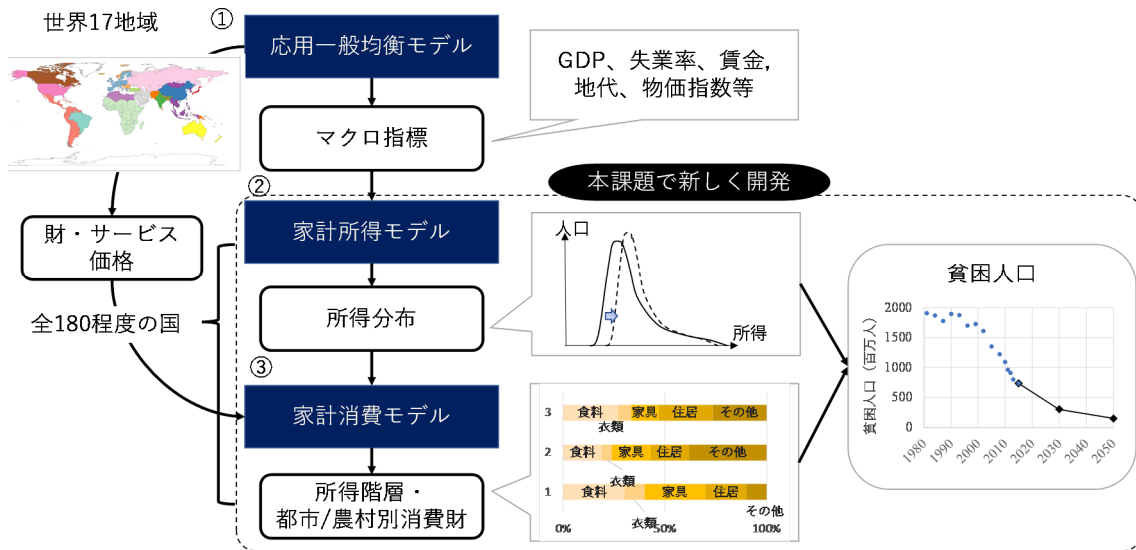 世界17地域
①
応用一般均衡モデル
GDP、失業率、賃金,
地代、物価指数等
マクロ指標
本課題で新しく開発
②
家計所得モデル
財・サービス
価格
所得分布
人口
所得
全180程度の国
③
家計消費モデル
所得階層・
都市/農村別消費財
3
食料
家具
住居
その他
衣類
2
食料
家具
住居
その他
衣類
1
食料
家具
住居
その他
衣類
0%
50%
100%
貧困人口
貧困人口（百万人）
2000
1500
1000
500
0
1980
1990
2000
2010
2020
2030
2040
2050